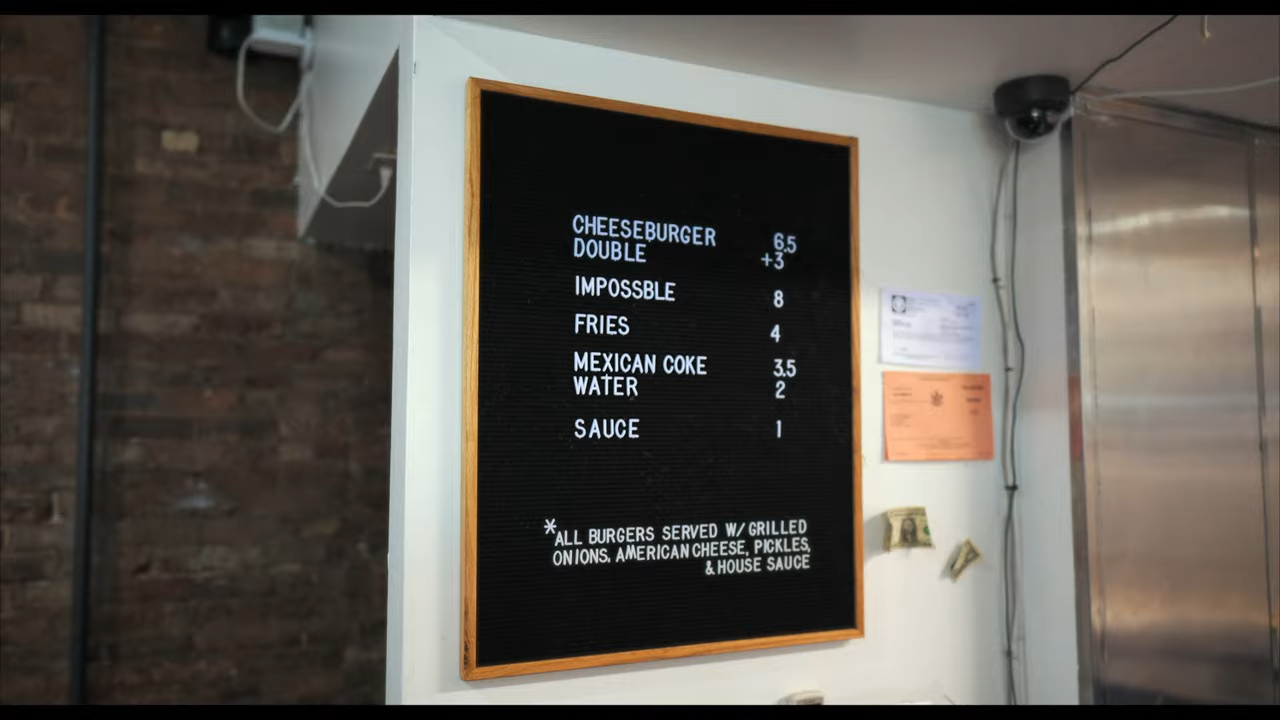 CHEESEBURGER 6.5
DOUBLE +3
IMPOSSBLE 8
FRIES 4
MEXICAN COKE 3.5
WATER 2
SAUCE 1
*ALL BURGERS SERVED W/ GRILLED
ONIONS. AMERICAN CHEESE, PICKLES,
& HOUSE SAUCE